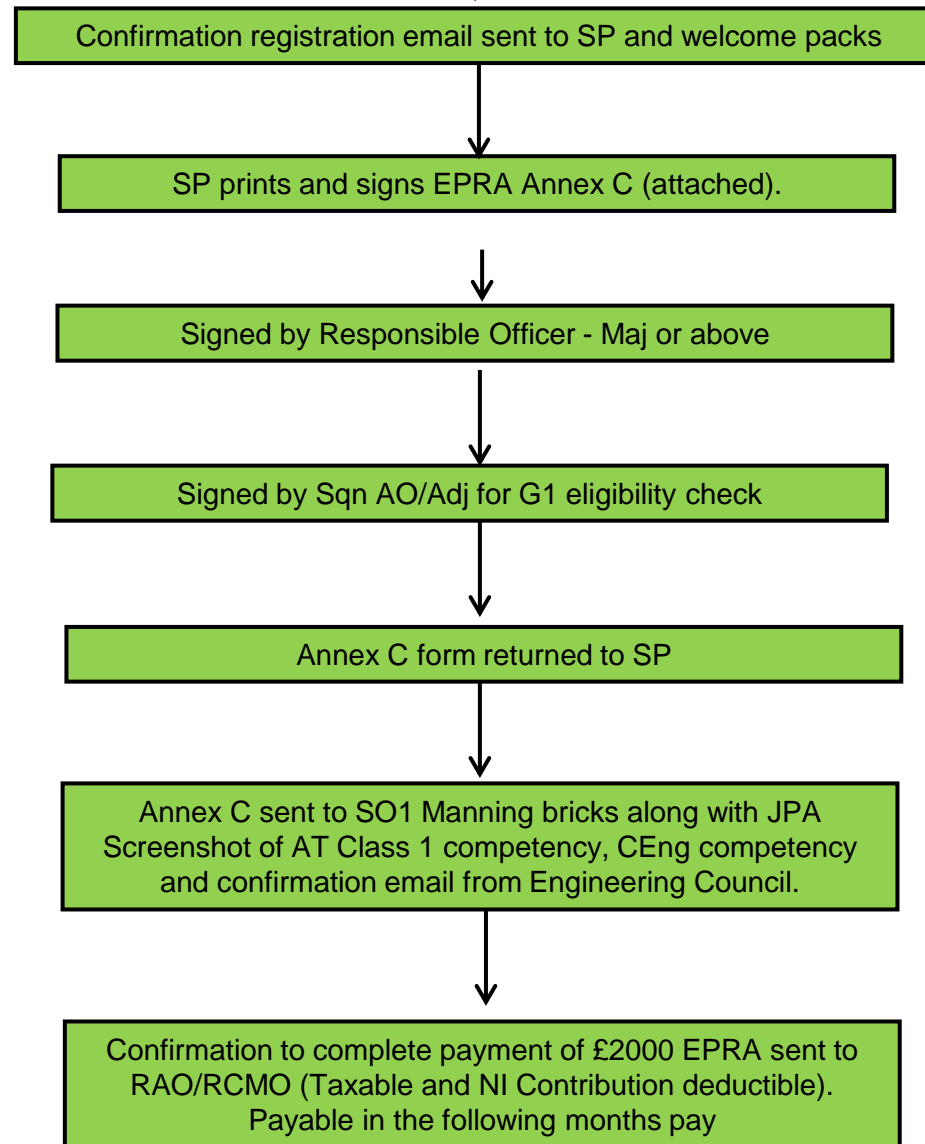 Confirmation registration email sent to SP and welcome packs
SP prints and signs EPRA Annex C (attached).
Signed by Responsible Officer - Maj or above
Signed by Sqn AO/Adj for G1 eligibility check
Annex C form returned to SP
Annex C sent to SO1 Manning bricks along with JPA
Screenshot of AT Class 1 competency, CEng competency
and confirmation email from Engineering Council.
Confirmation to complete payment of £2000 EPRA sent to
RAO/RCMO (Taxable and NI Contribution deductible).
Payable in the following months pay